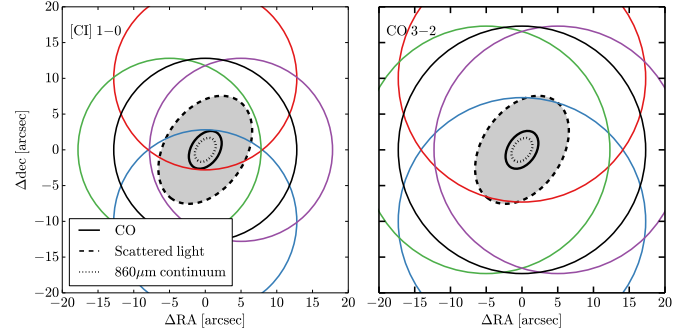 [CI] 1−0
CO 3−2
20
15
10
5
0
−5
−10
−15
−20
Δdec [arcsec]
CO
Scattered light
860μm continuum
−20 −15 −10 −5 0 5 10 15 20
−20 −15 −10 −5 0 5 10 15 20
ΔRA [arcsec]
ΔRA [arcsec]